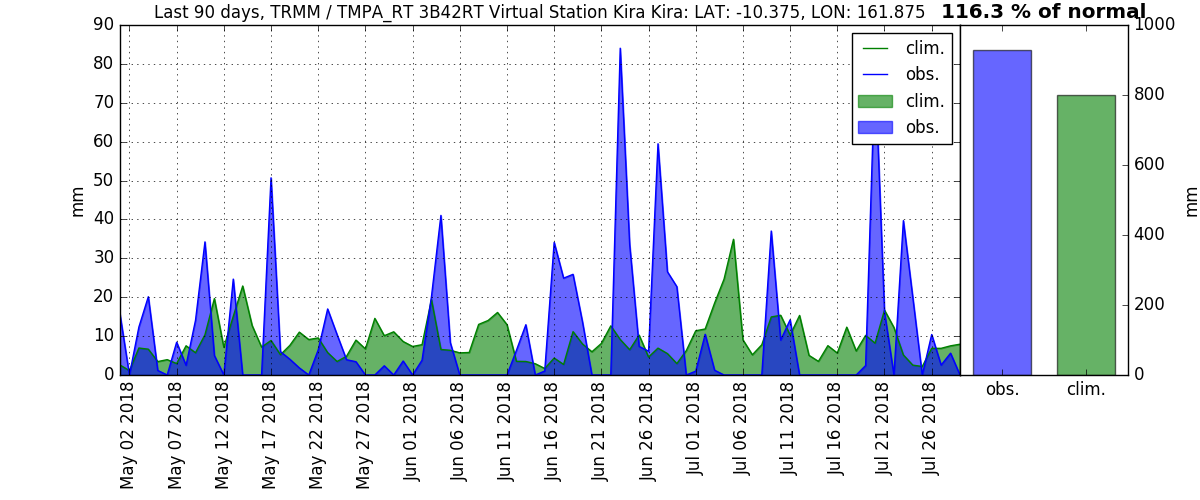 Last 90 days, TRMM / TMPA_RT 3B42RT Virtual Station Kira Kira: LAT: -10.375, LON: 161.875
116.3 % of normal
90
80
70
60
50
40
30
20
10
0
mm
clim.
obs.
clim.
obs.
1000
800
600
400
200
0
mm
obs.
clim.
May 02 2018
May 07 2018
May 12 2018
May 17 2018
May 22 2018
May 27 2018
Jun 01 2018
Jun 06 2018
Jun 11 2018
Jun 16 2018
Jun 21 2018
Jun 26 2018
Jul 01 2018
Jul 06 2018
Jul 11 2018
Jul 16 2018
Jul 21 2018
Jul 26 2018